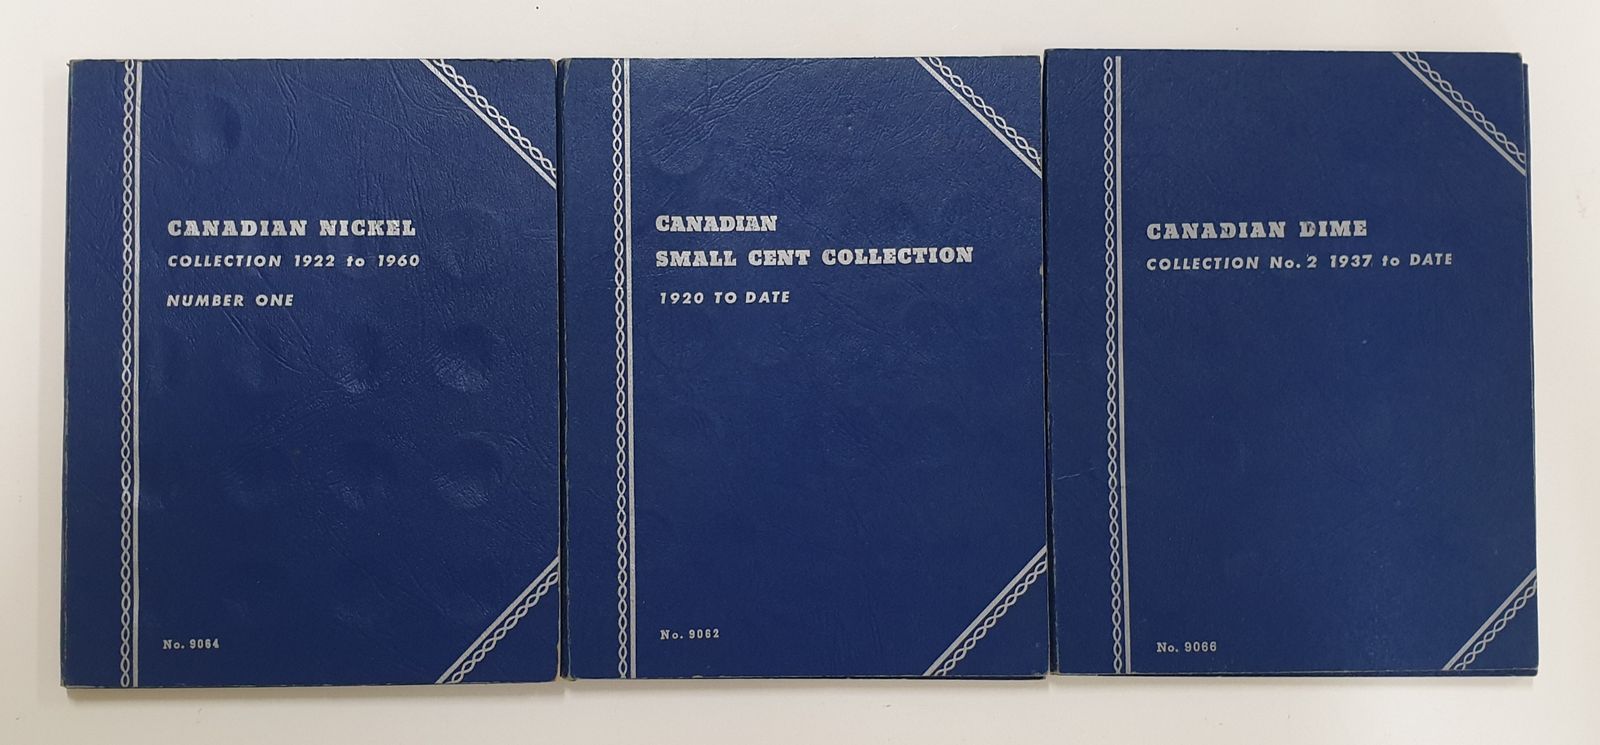 CANADIAN NICKEL
COLLECTION 1922 to 1960
NUMBER ONE
No. 9064
CANADIAN
SMALL CENT COLLECTION
1920 TO DATE
No. 9062
CANADIAN DIME
COLLECTION No. 2 1937 to DATE
No. 9066